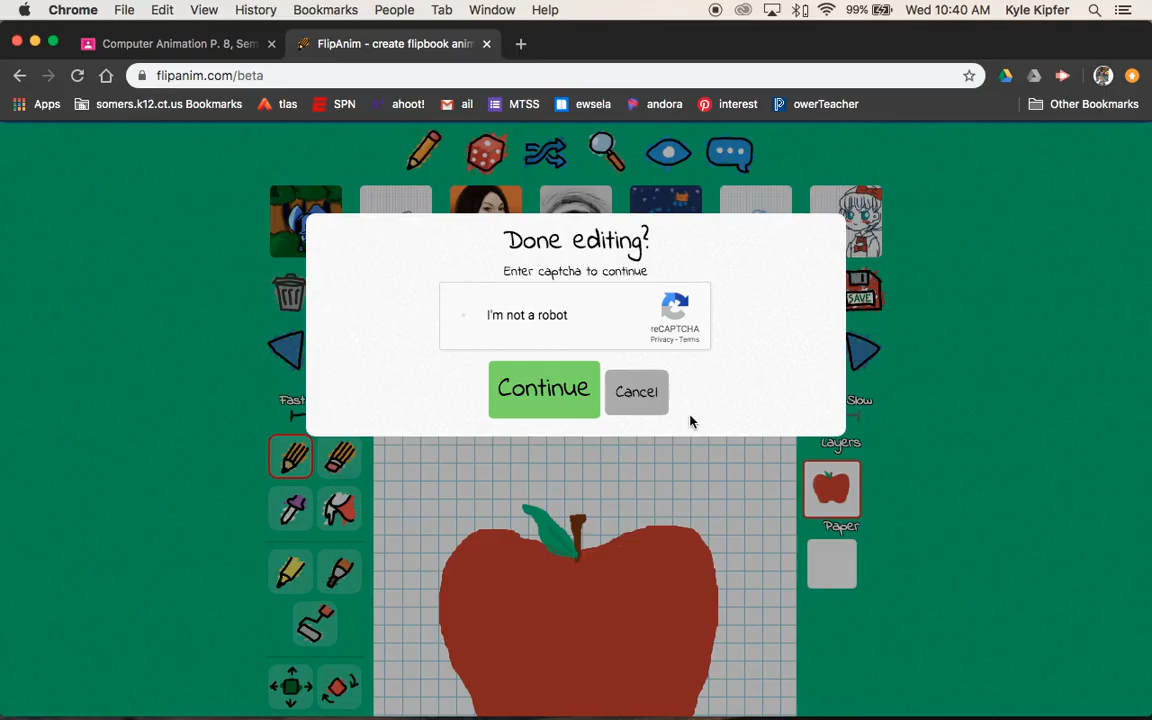 Chrome File Edit View History Bookmarks People Tab Window Help 99% Wed 10:40 AM Kyle Kipfer
Computer Animation P. 8, Sem
FlipAnim - create flipbook anim
flipanim.com/beta
Apps somers.k12.ct.us Bookmarks tlas SPN ahoot! ail MTSS ewsela andora interest owerTeacher Other Bookmarks
Done editing?
Enter captcha to continue
I'm not a robot
reCAPTCHA
Privacy - Terms
SAVE
Continue Cancel
Fast Slow
Layers
Paper